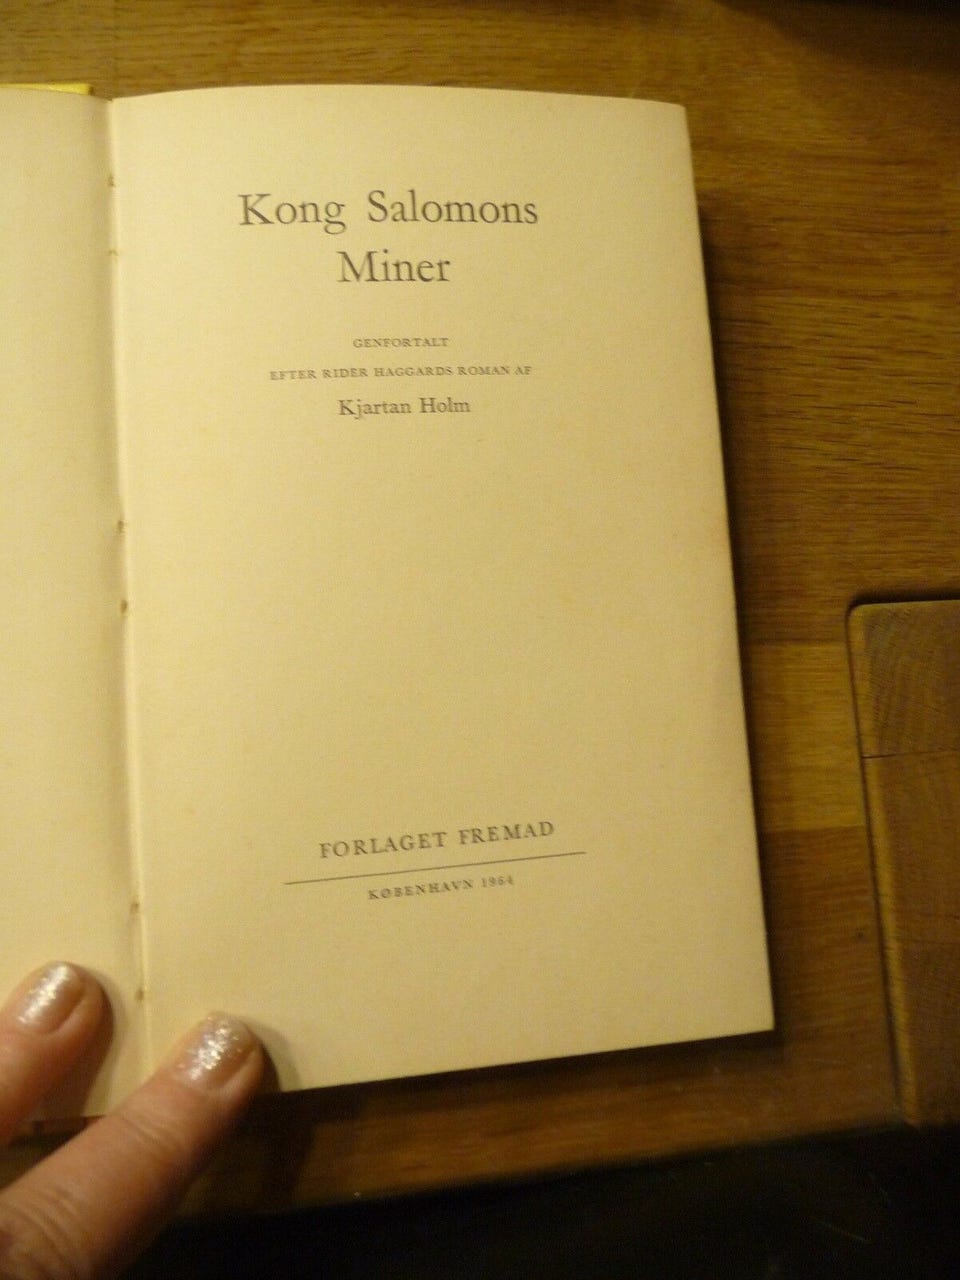 Kong Salomons
Miner
GENFORTALT
EFTER RIDER HAGGARDS ROMAN AF
Kjartan Holm
FORLAGET FREMAD
KØBENHAVN 1964